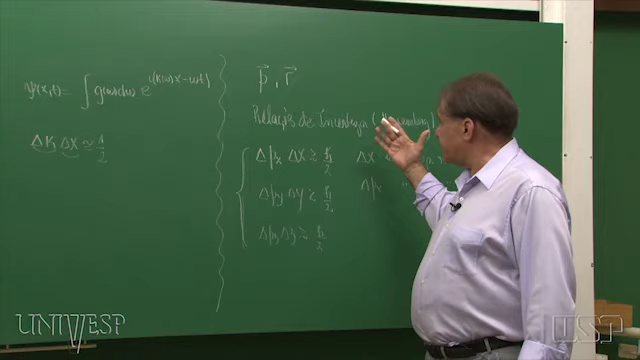 ψ(x,t) = ∫ g(ω) dω e^{i(k(ω)x - ωt)}
Δk Δx ≃ 1/2
p⃗, r⃗
Relações de Incerteza
Δpx Δx ≥ ħ/2
Δx
Δpy Δy ≥ ħ/2
Δpx
Δpz Δz ≥ ħ/2
UNIVESP
USP